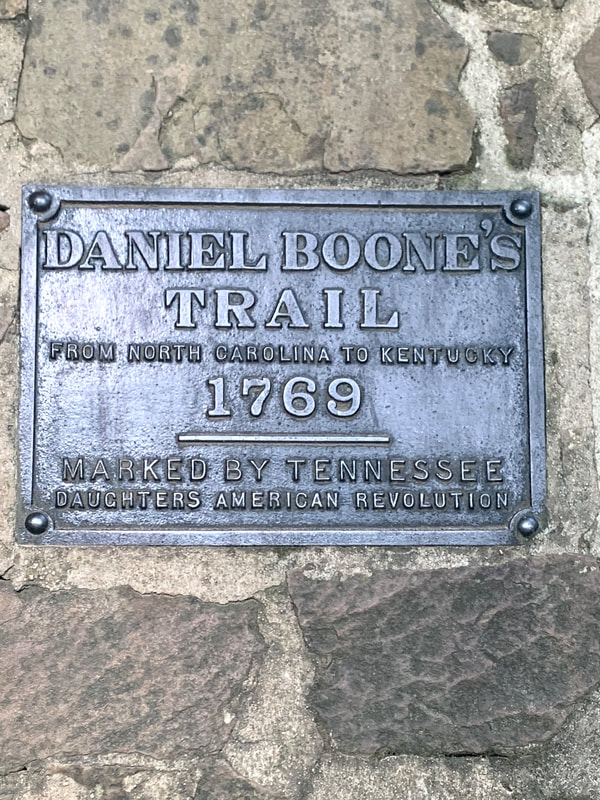 DANIEL BOONE'S
TRAIL
FROM NORTH CAROLINA TO KENTUCKY
1769
MARKED BY TENNESSEE
DAUGHTERS AMERICAN REVOLUTION